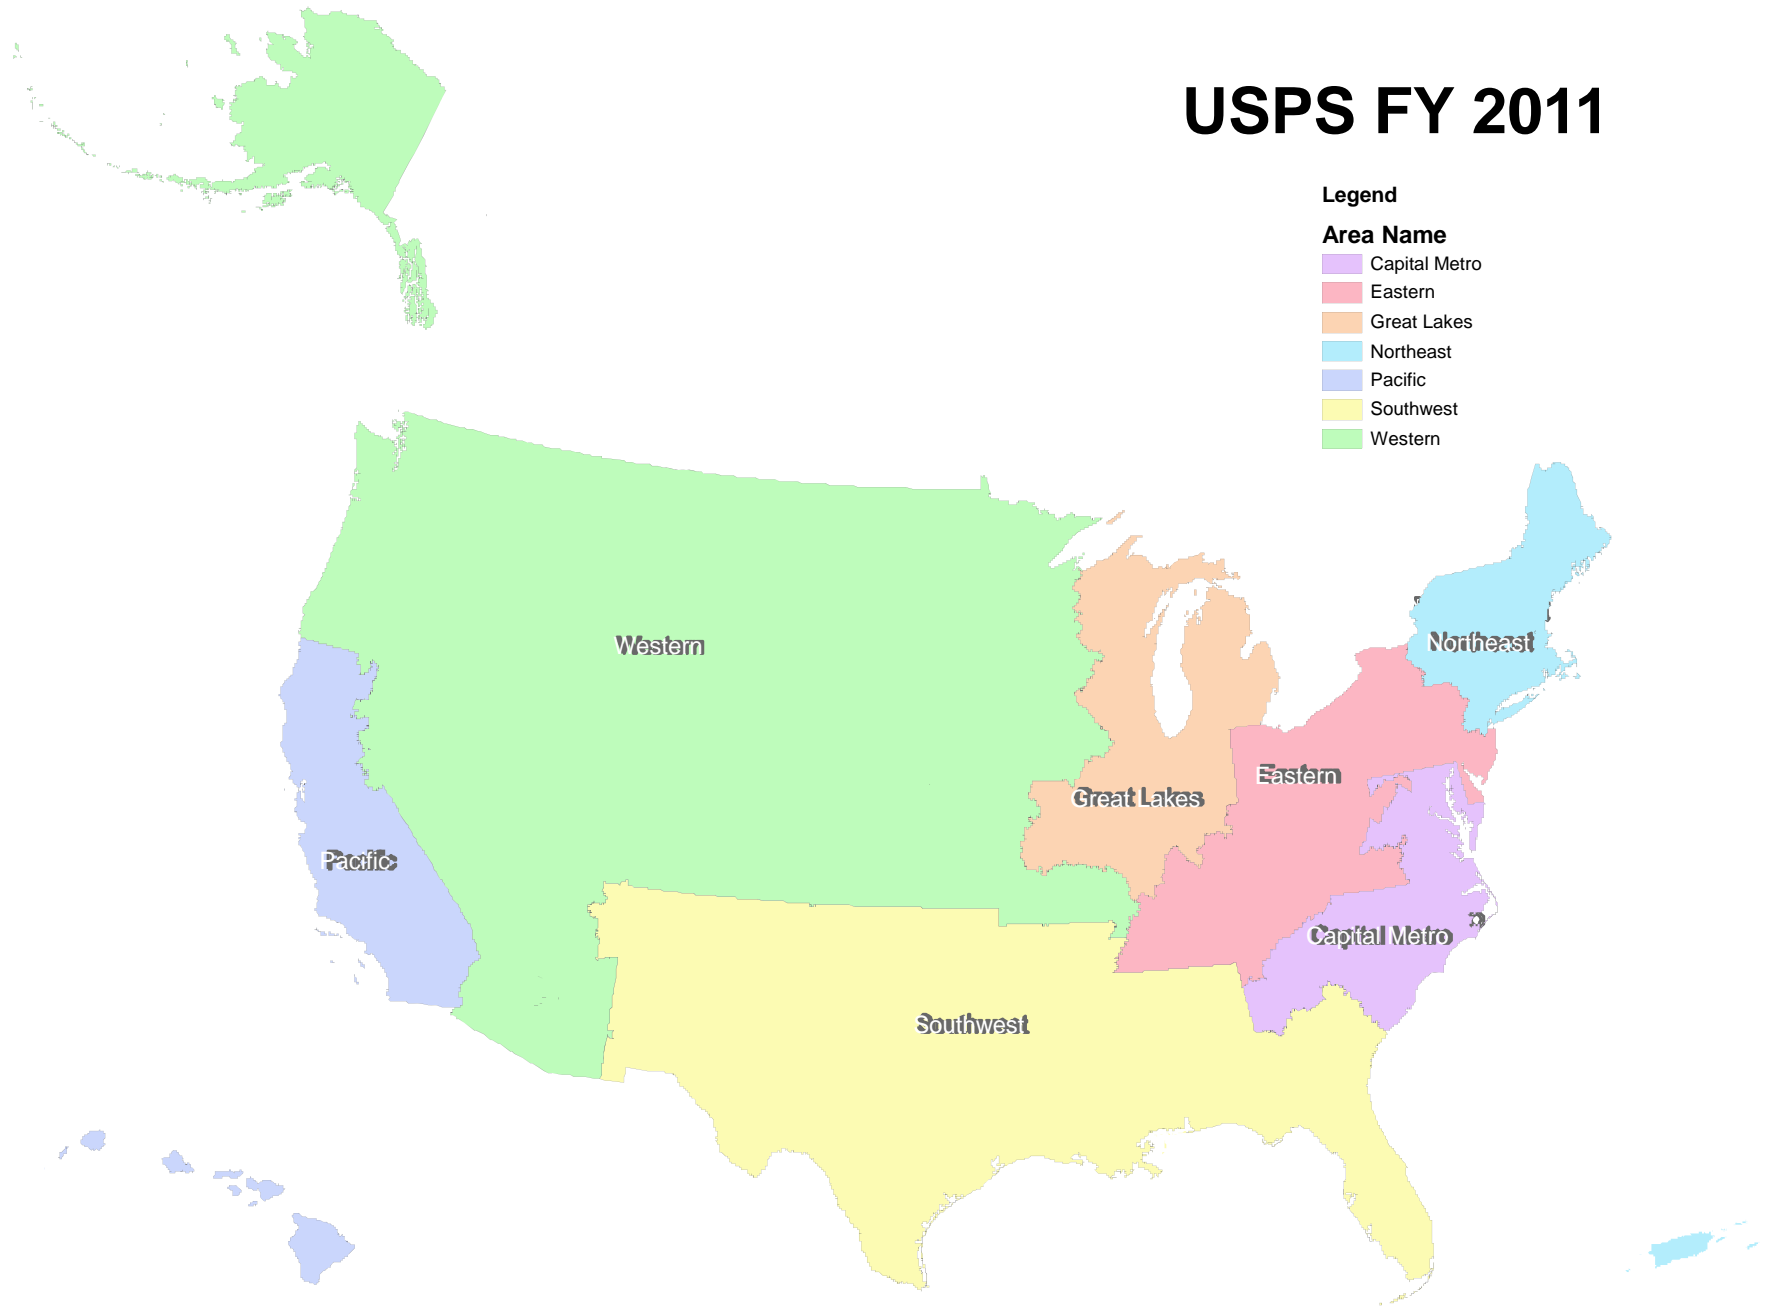 USPS FY 2011
Legend
Area Name
Capital Metro
Eastern
Great Lakes
Northeast
Pacific
Southwest
Western
Western
Northeast
Eastern
Great Lakes
Pacific
Capital Metro
Southwest